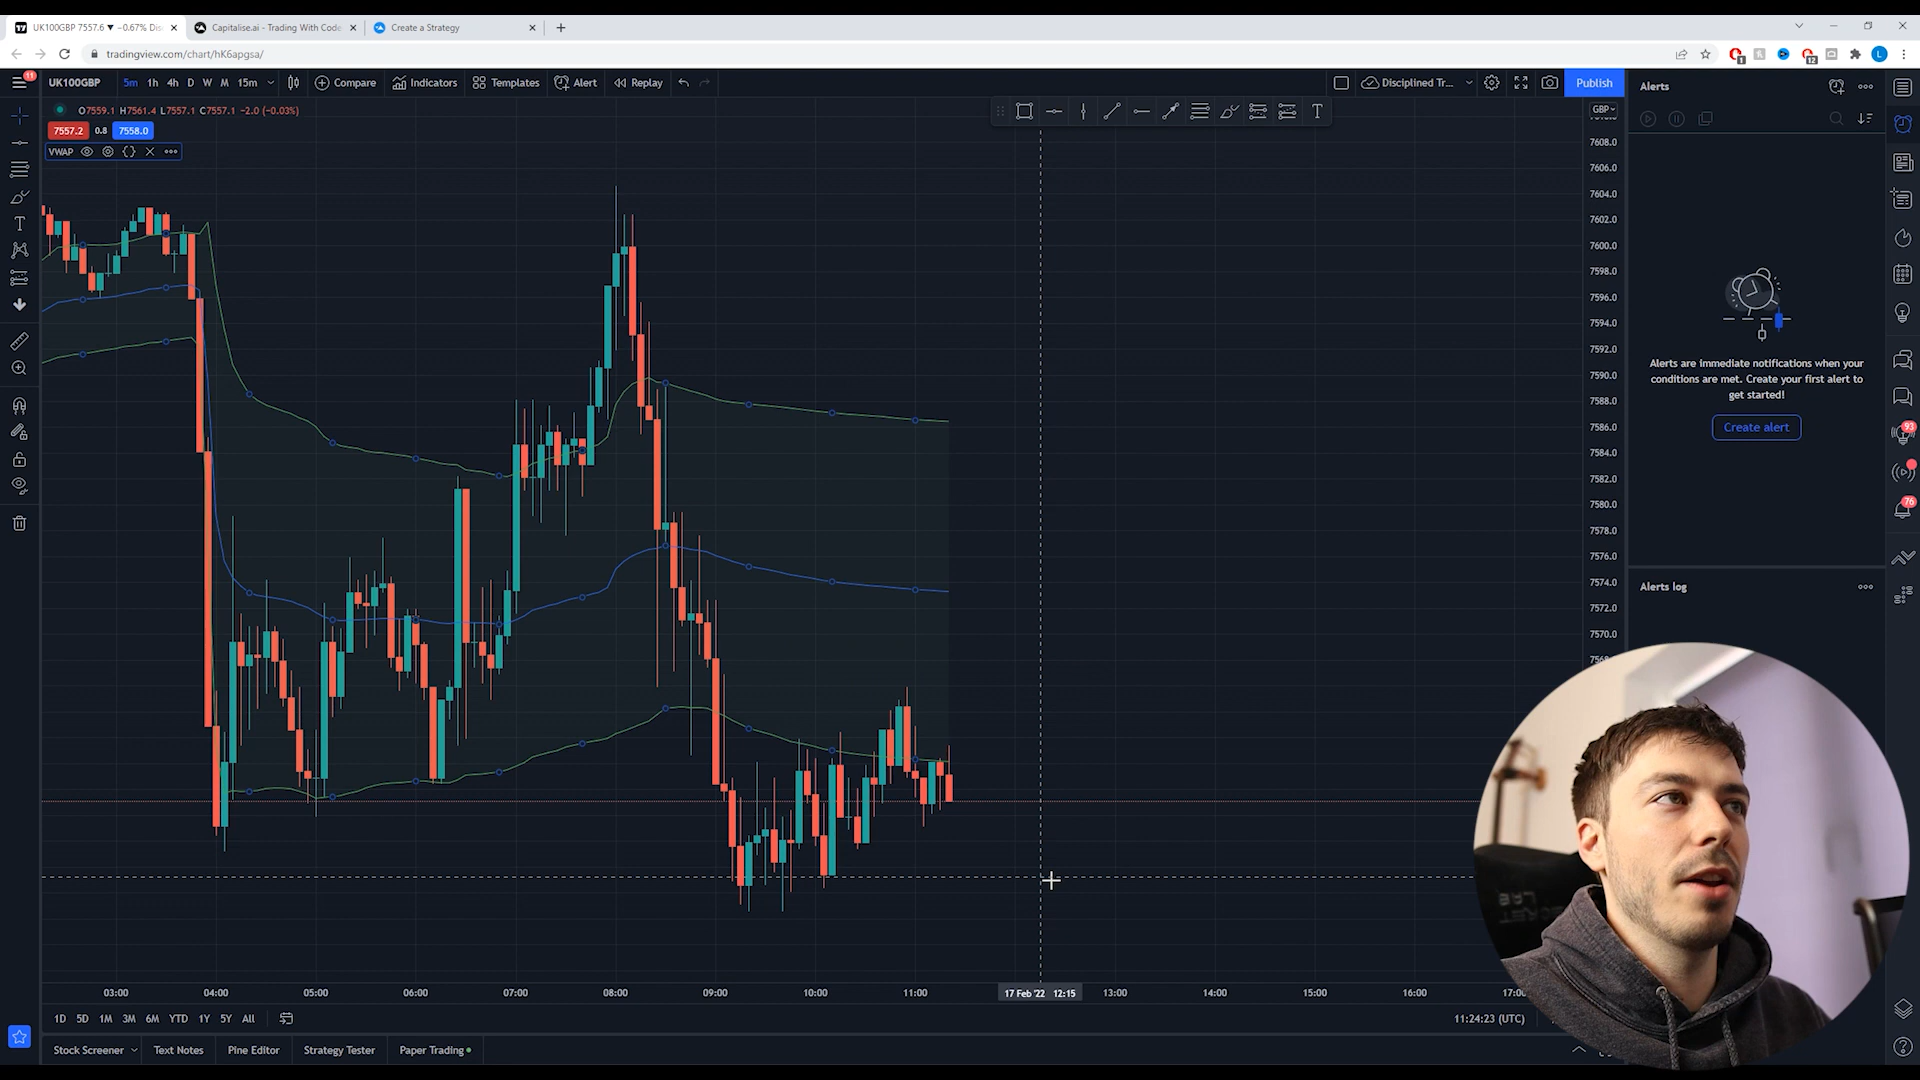 UK100GBP 7557.6 ▼ −0.67% Dis
Capitalise.ai - Trading With Code
Create a Strategy
tradingview.com/chart/hK6apgsa/
11
UK100GBP
5m 1h 4h D W M 15m
Compare
Indicators
Templates
Alert
Replay
Disciplined Tr...
Publish
Alerts
O7559.1 H7561.4 L7557.1 C7557.1 -2.0 (-0.03%)
7557.2 0.8 7558.0
VWAP
GBP
7608.0
7606.0
7604.0
7602.0
7600.0
7598.0
7596.0
7594.0
7592.0
7590.0
7588.0
7586.0
7584.0
7582.0
7580.0
7578.0
7576.0
7574.0
7572.0
7570.0
Alerts are immediate notifications when your
conditions are met. Create your first alert to
get started!
Create alert
93
76
Alerts log
03:00 04:00 05:00 06:00 07:00 08:00 09:00 10:00 11:00 17 Feb '22 12:15 13:00 14:00 15:00 16:00
1D 5D 1M 3M 6M YTD 1Y 5Y All
11:24:23 (UTC)
Stock Screener
Text Notes
Pine Editor
Strategy Tester
Paper Trading